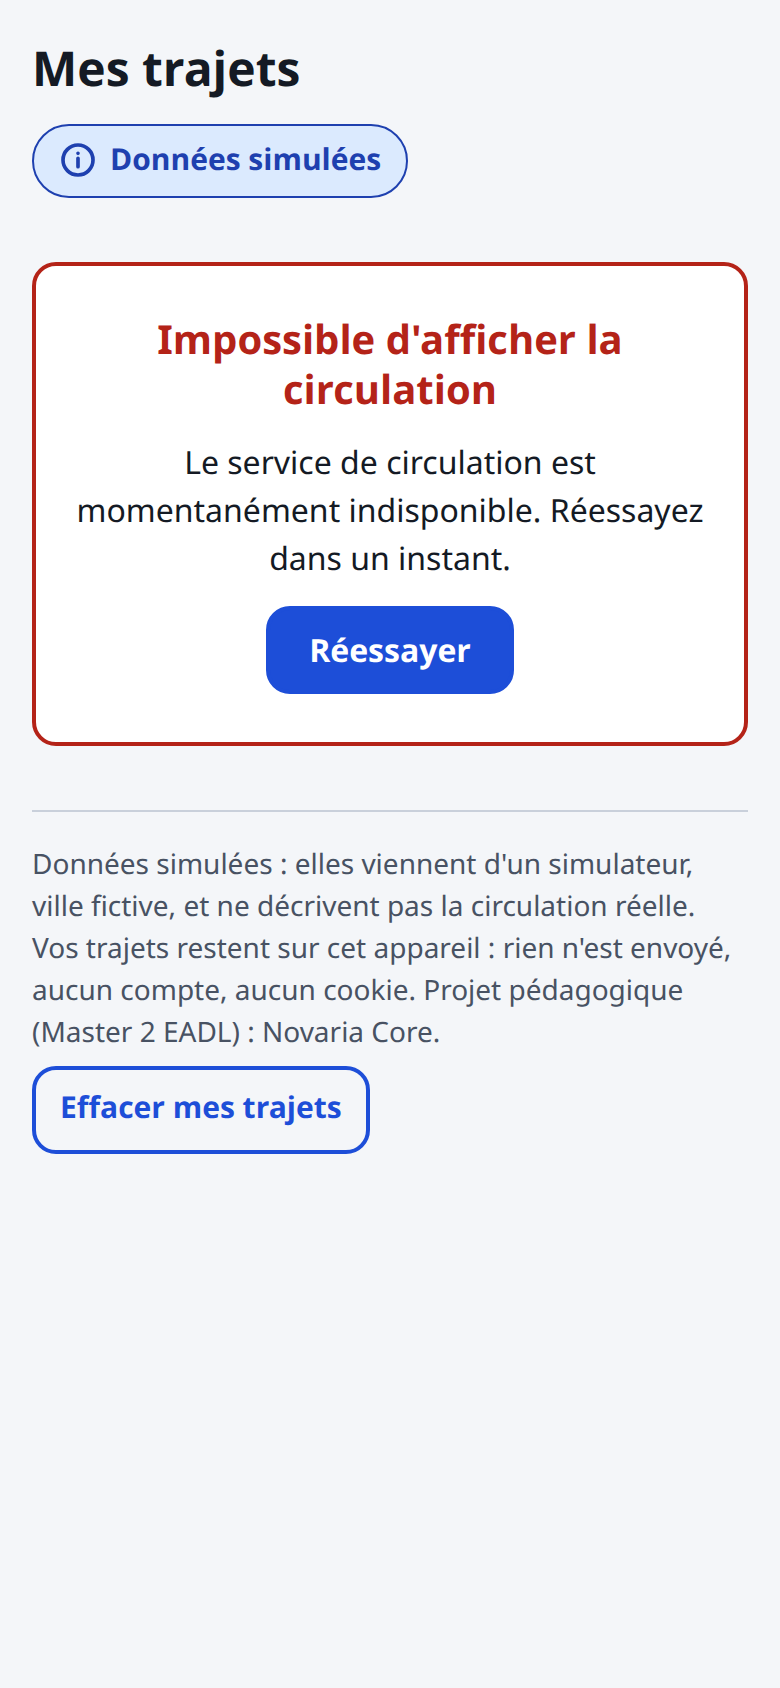 Mes trajets
Données simulées
Impossible d'afficher la
circulation
Le service de circulation est
momentanément indisponible. Réessayez
dans un instant.
Réessayer
Données simulées : elles viennent d'un simulateur,
ville fictive, et ne décrivent pas la circulation réelle.
Vos trajets restent sur cet appareil : rien n'est envoyé,
aucun compte, aucun cookie. Projet pédagogique
(Master 2 EADL) : Novaria Core.
Effacer mes trajets